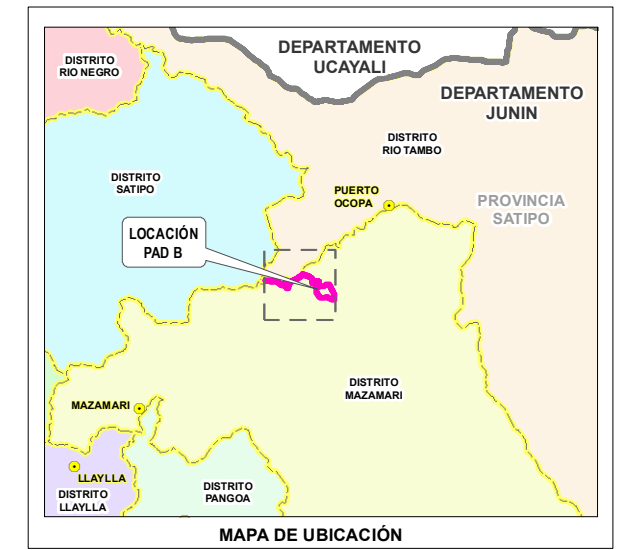 DEPARTAMENTO
UCAYALI
DISTRITO
RIO NEGRO
DEPARTAMENTO
JUNIN
DISTRITO
RIO TAMBO
DISTRITO
SATIPO
PUERTO
OCOPA
PROVINCIA
SATIPO
LOCACIÓN
PAD B
DISTRITO
MAZAMARI
MAZAMARI
LLAYLLA
DISTRITO
LLAYLLA
DISTRITO
PANGOA
MAPA DE UBICACIÓN